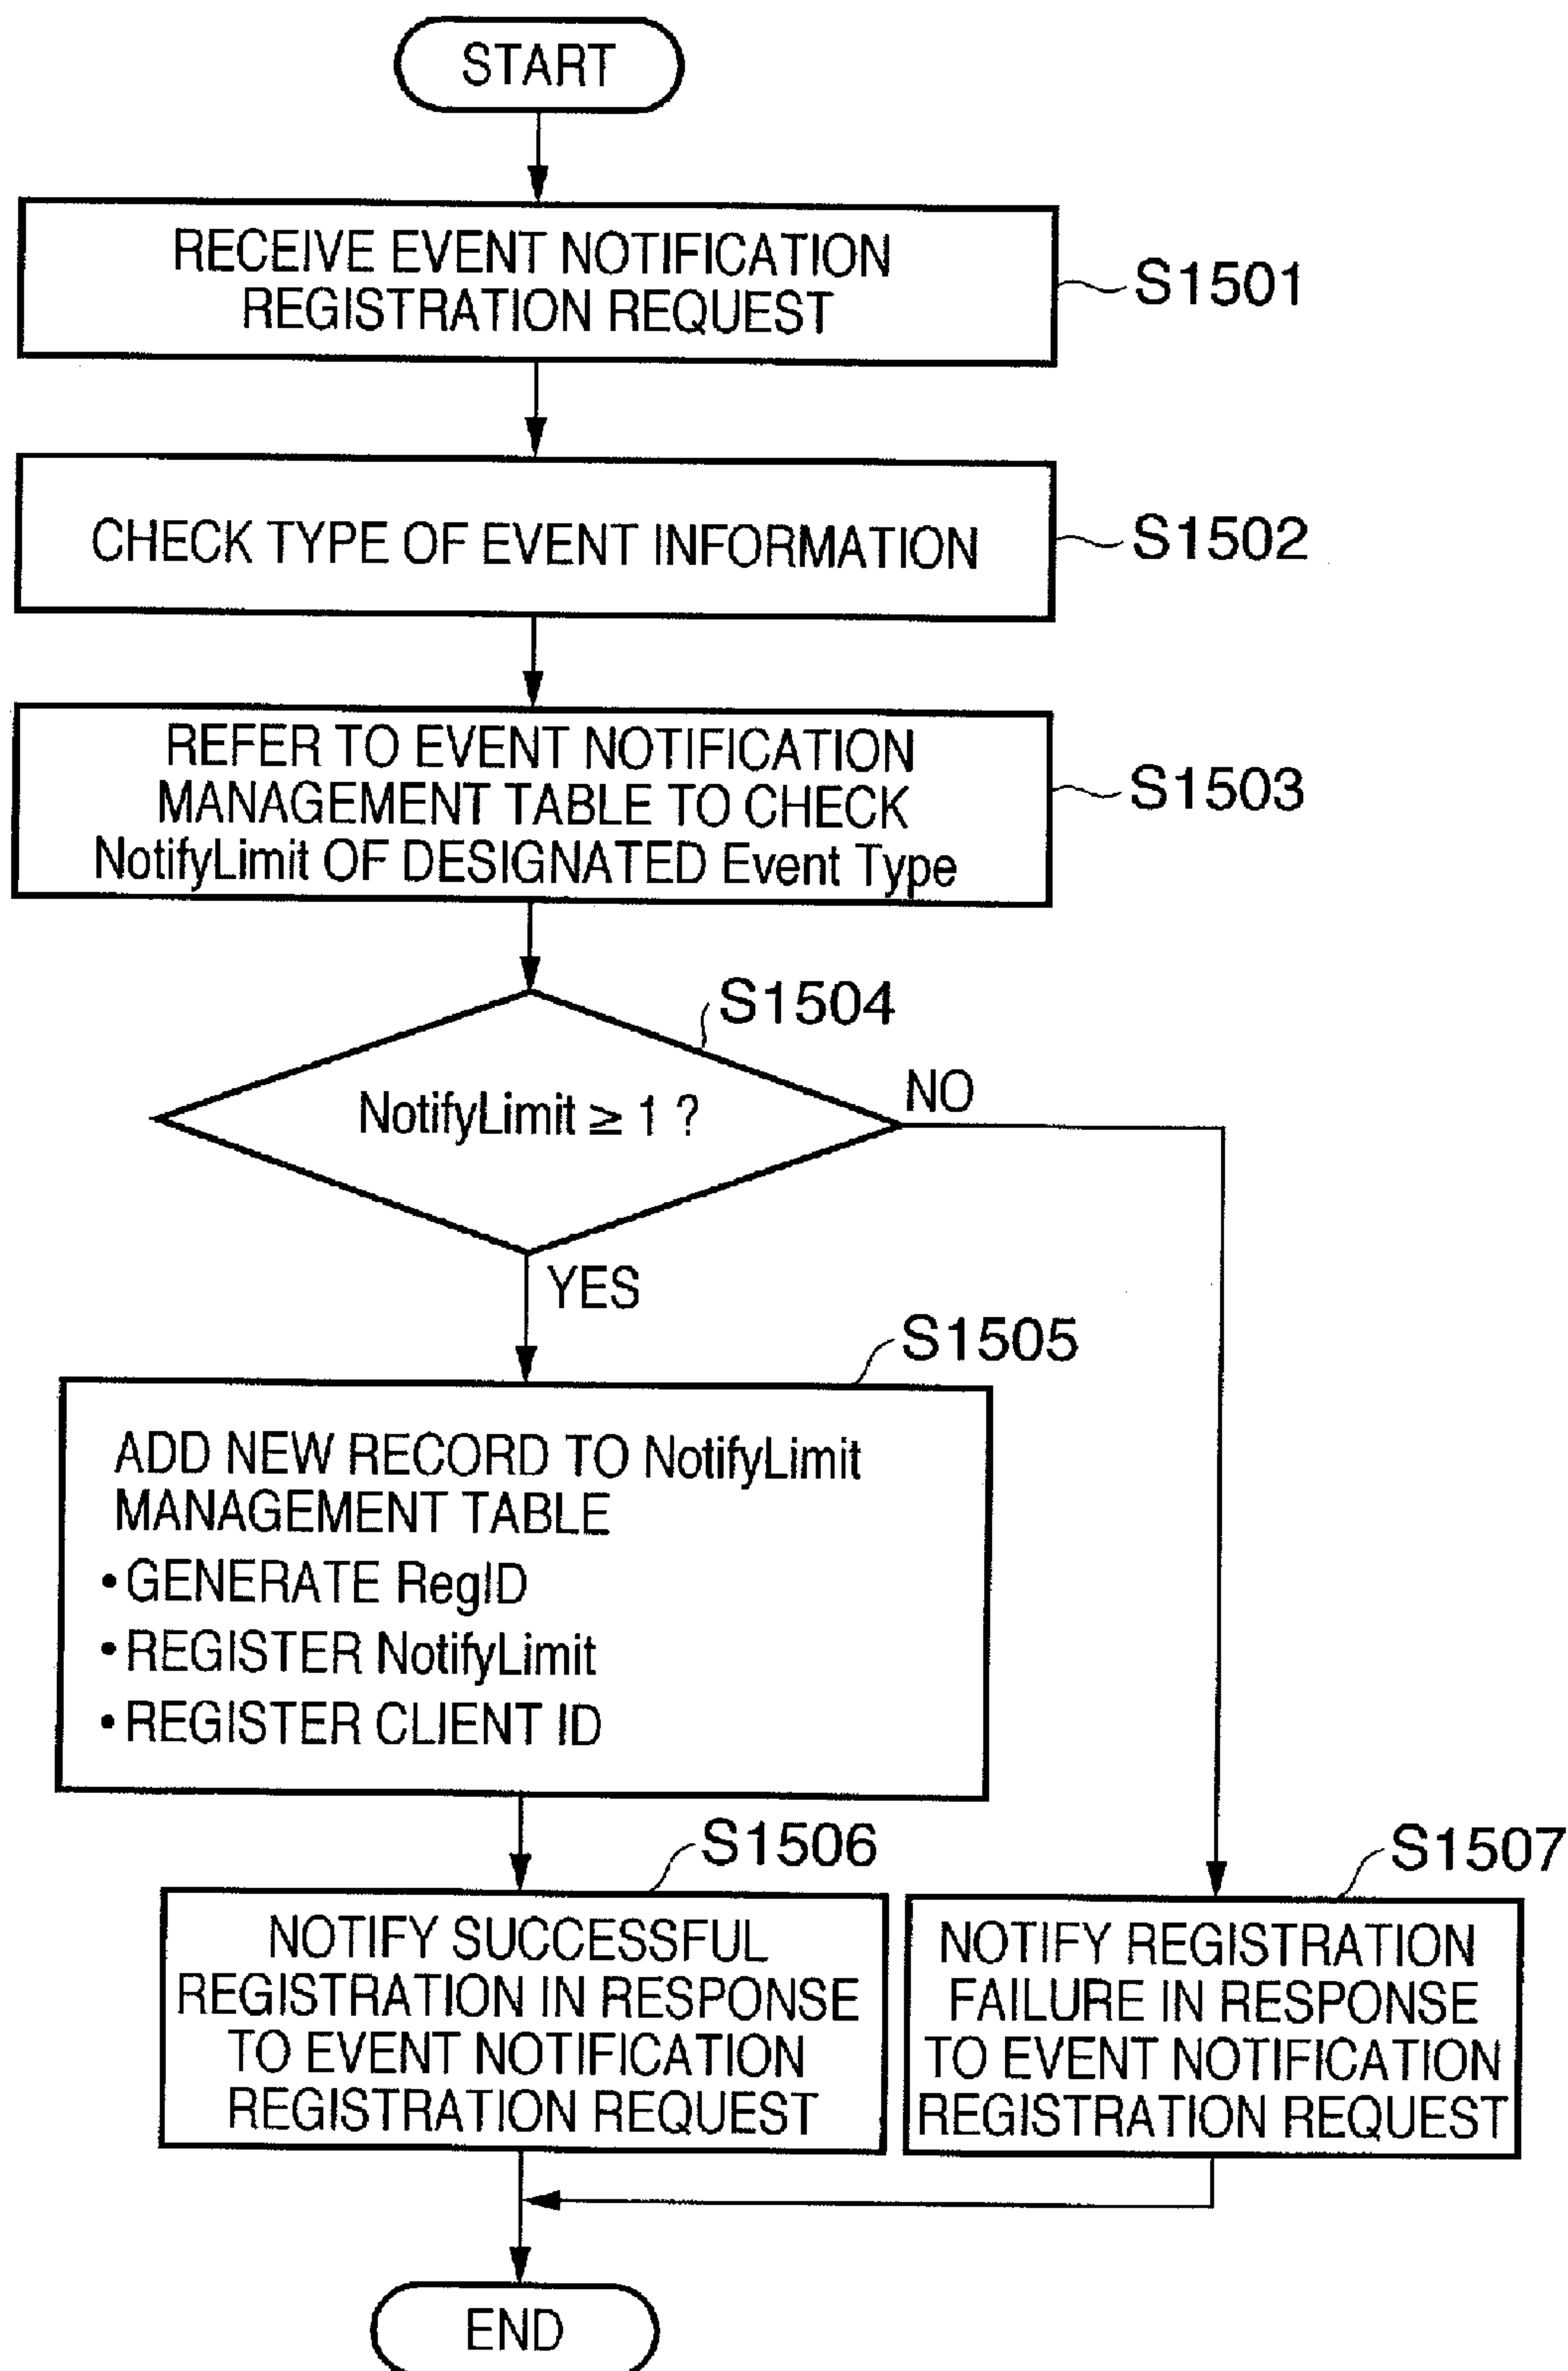 START
RECEIVE EVENT NOTIFICATION
REGISTRATION REQUEST
S1501
CHECK TYPE OF EVENT INFORMATION
S1502
REFER TO EVENT NOTIFICATION
MANAGEMENT TABLE TO CHECK
NotifyLimit OF DESIGNATED Event Type
S1503
S1504
NotifyLimit ≥ 1 ?
NO
YES
S1505
ADD NEW RECORD TO NotifyLimit
MANAGEMENT TABLE
• GENERATE RegID
• REGISTER NotifyLimit
• REGISTER CLIENT ID
S1506
NOTIFY SUCCESSFUL
REGISTRATION IN RESPONSE
TO EVENT NOTIFICATION
REGISTRATION REQUEST
S1507
NOTIFY REGISTRATION
FAILURE IN RESPONSE
TO EVENT NOTIFICATION
REGISTRATION REQUEST
END